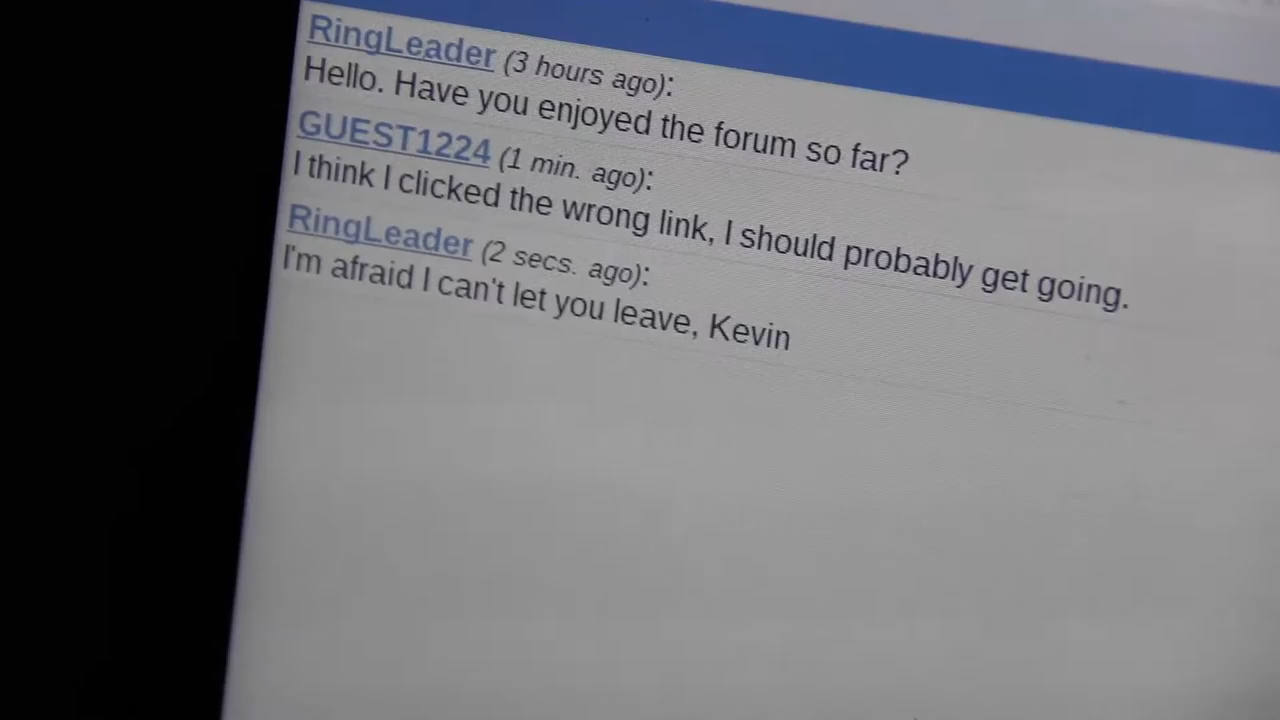 RingLeader (3 hours ago):
Hello. Have you enjoyed the forum so far?
GUEST1224 (1 min. ago):
I think I clicked the wrong link, I should probably get going.
RingLeader (2 secs. ago):
I'm afraid I can't let you leave, Kevin